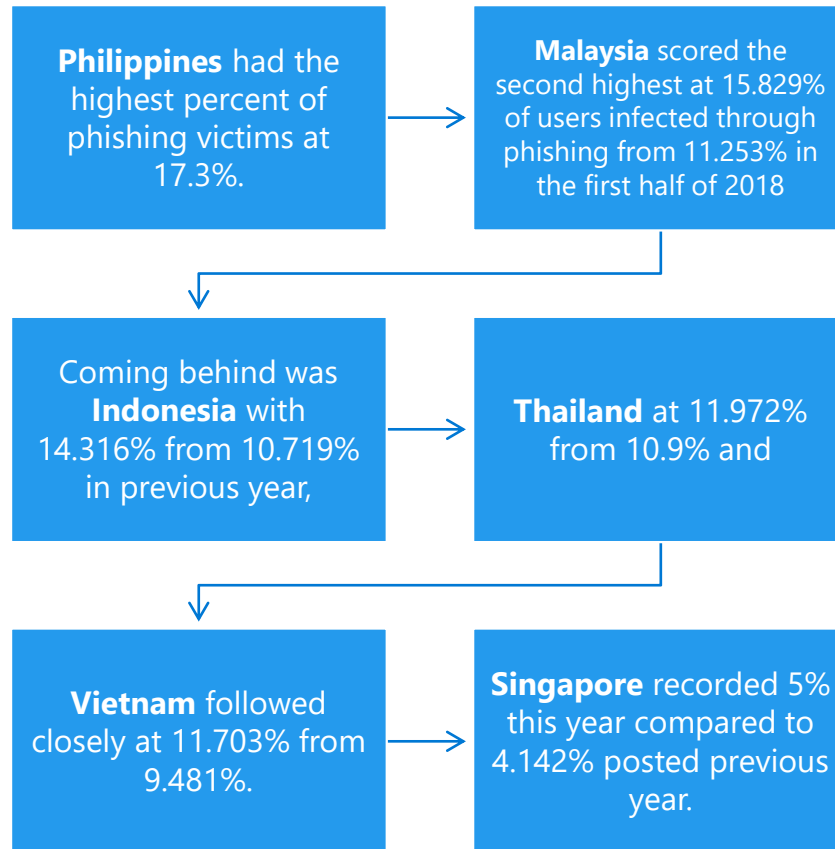 Philippines had the
highest percent of
phishing victims at
17.3%.
Malaysia scored the
second highest at 15.829%
of users infected through
phishing from 11.253% in
the first half of 2018
Coming behind was
Indonesia with
14.316% from 10.719%
in previous year,
Thailand at 11.972%
from 10.9% and
Vietnam followed
closely at 11.703% from
9.481%.
Singapore recorded 5%
this year compared to
4.142% posted previous
year.